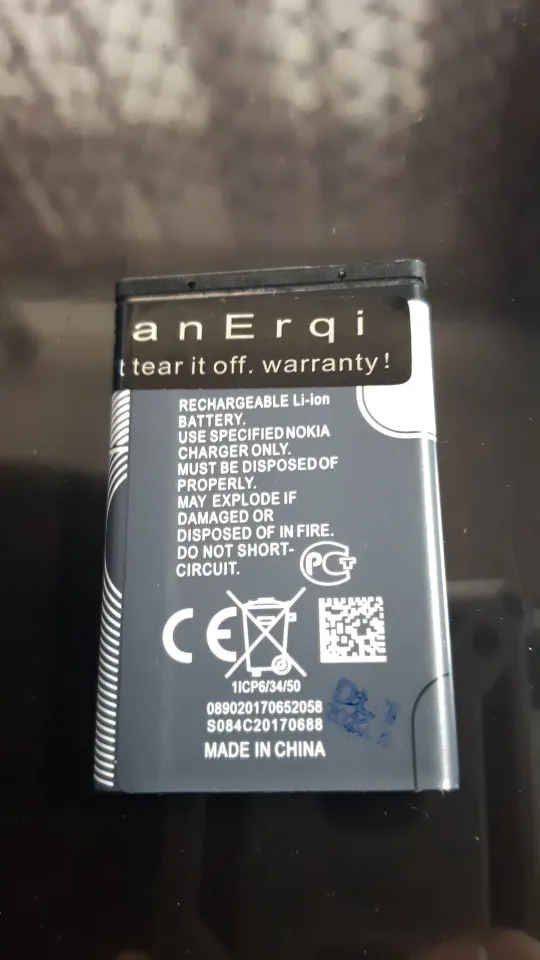 anErqi
tear it off. warranty!
RECHARGEABLE Li-ion
BATTERY.
USE SPECIFIED NOKIA
CHARGER ONLY.
MUST BE DISPOSED OF
PROPERLY.
MAY EXPLODE IF
DAMAGED OR
DISPOSED OF IN FIRE.
DO NOT SHORT-
CIRCUIT.
PCT
CE
1ICP6/34/50
089020170652058
S084C20170688
MADE IN CHINA